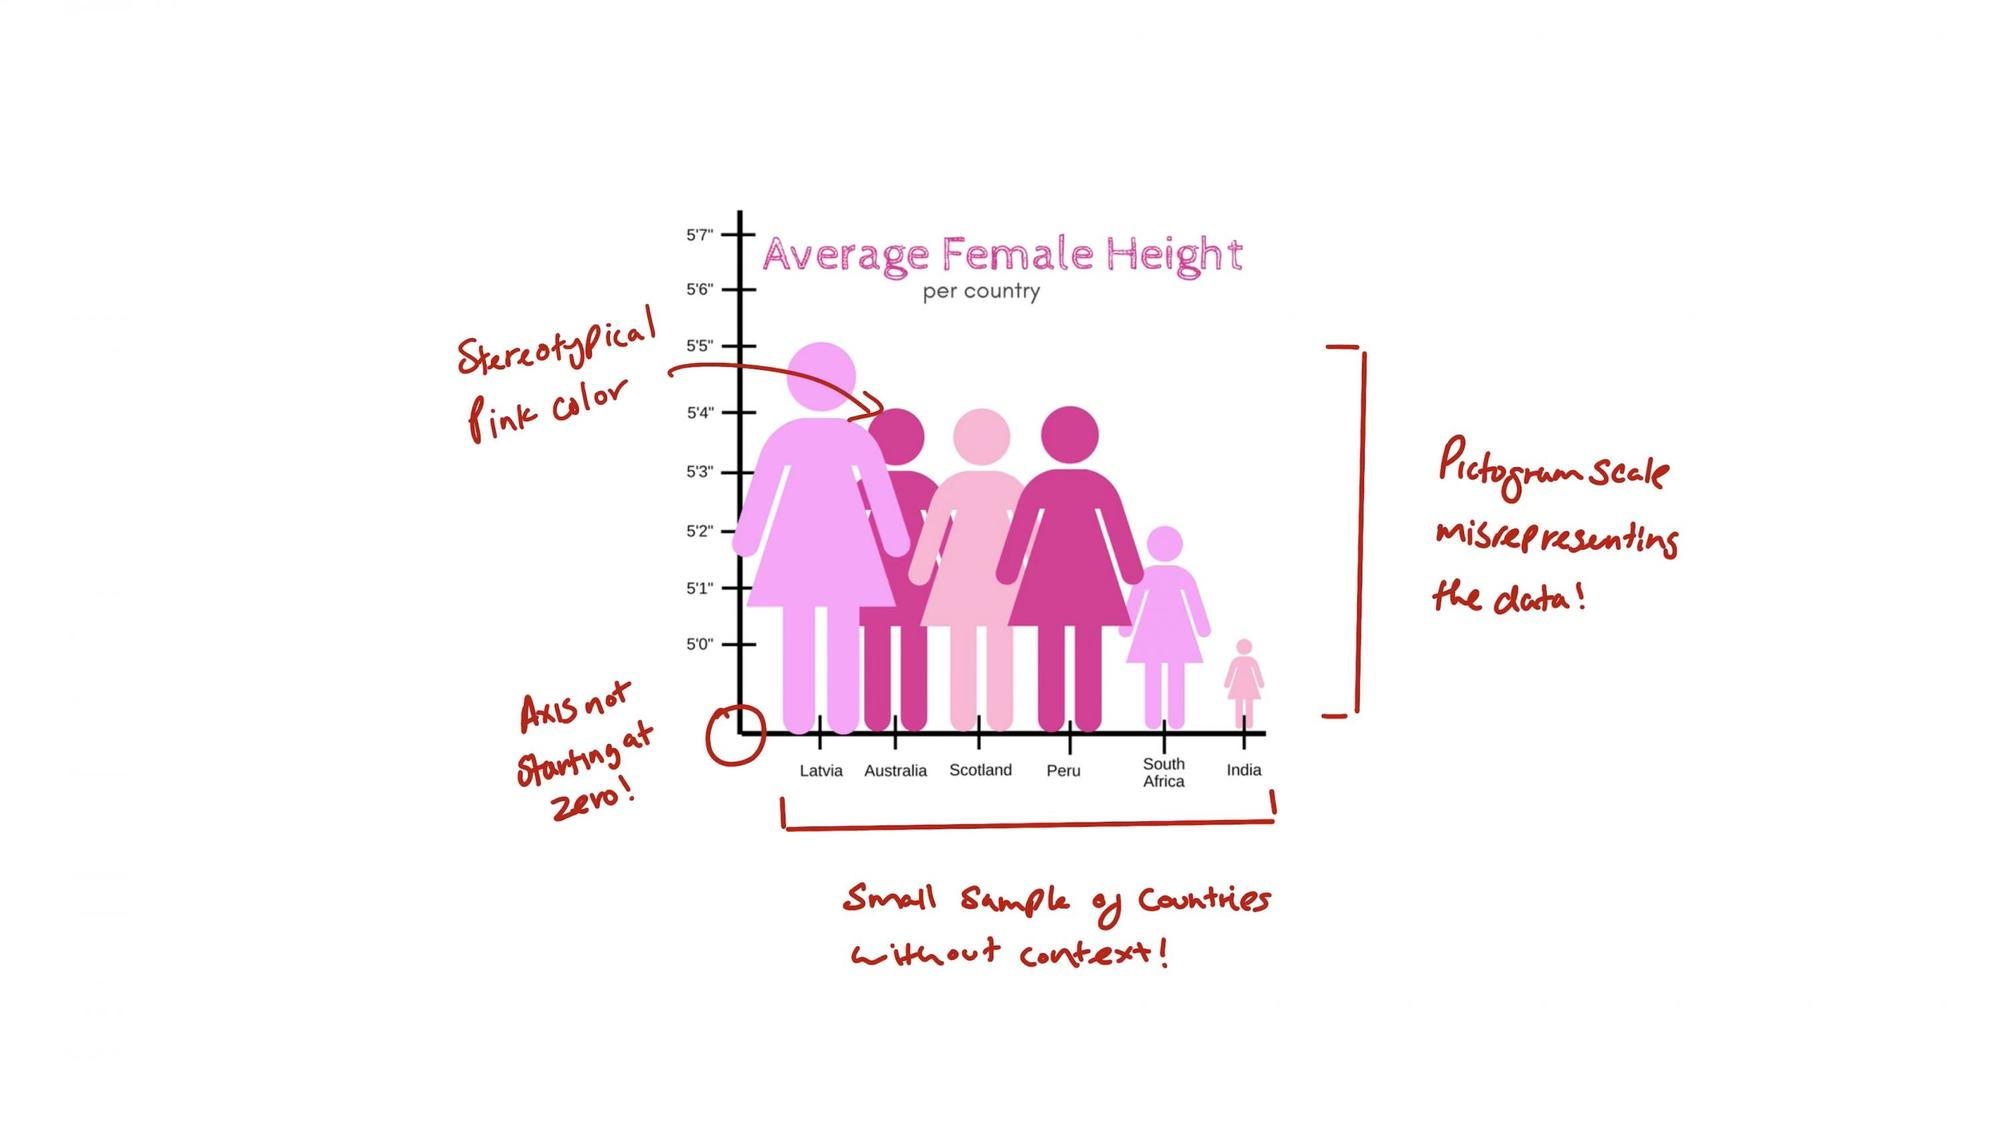 Average Female Height
per country
5'7"
5'6"
5'5"
5'4"
5'3"
5'2"
5'1"
5'0"
Latvia
Australia
Scotland
Peru
South
Africa
India
Stereotypical
Pink color
Axis not
starting at
zero!
Pictogram scale
misrepresenting
the data!
Small sample of countries
without context!